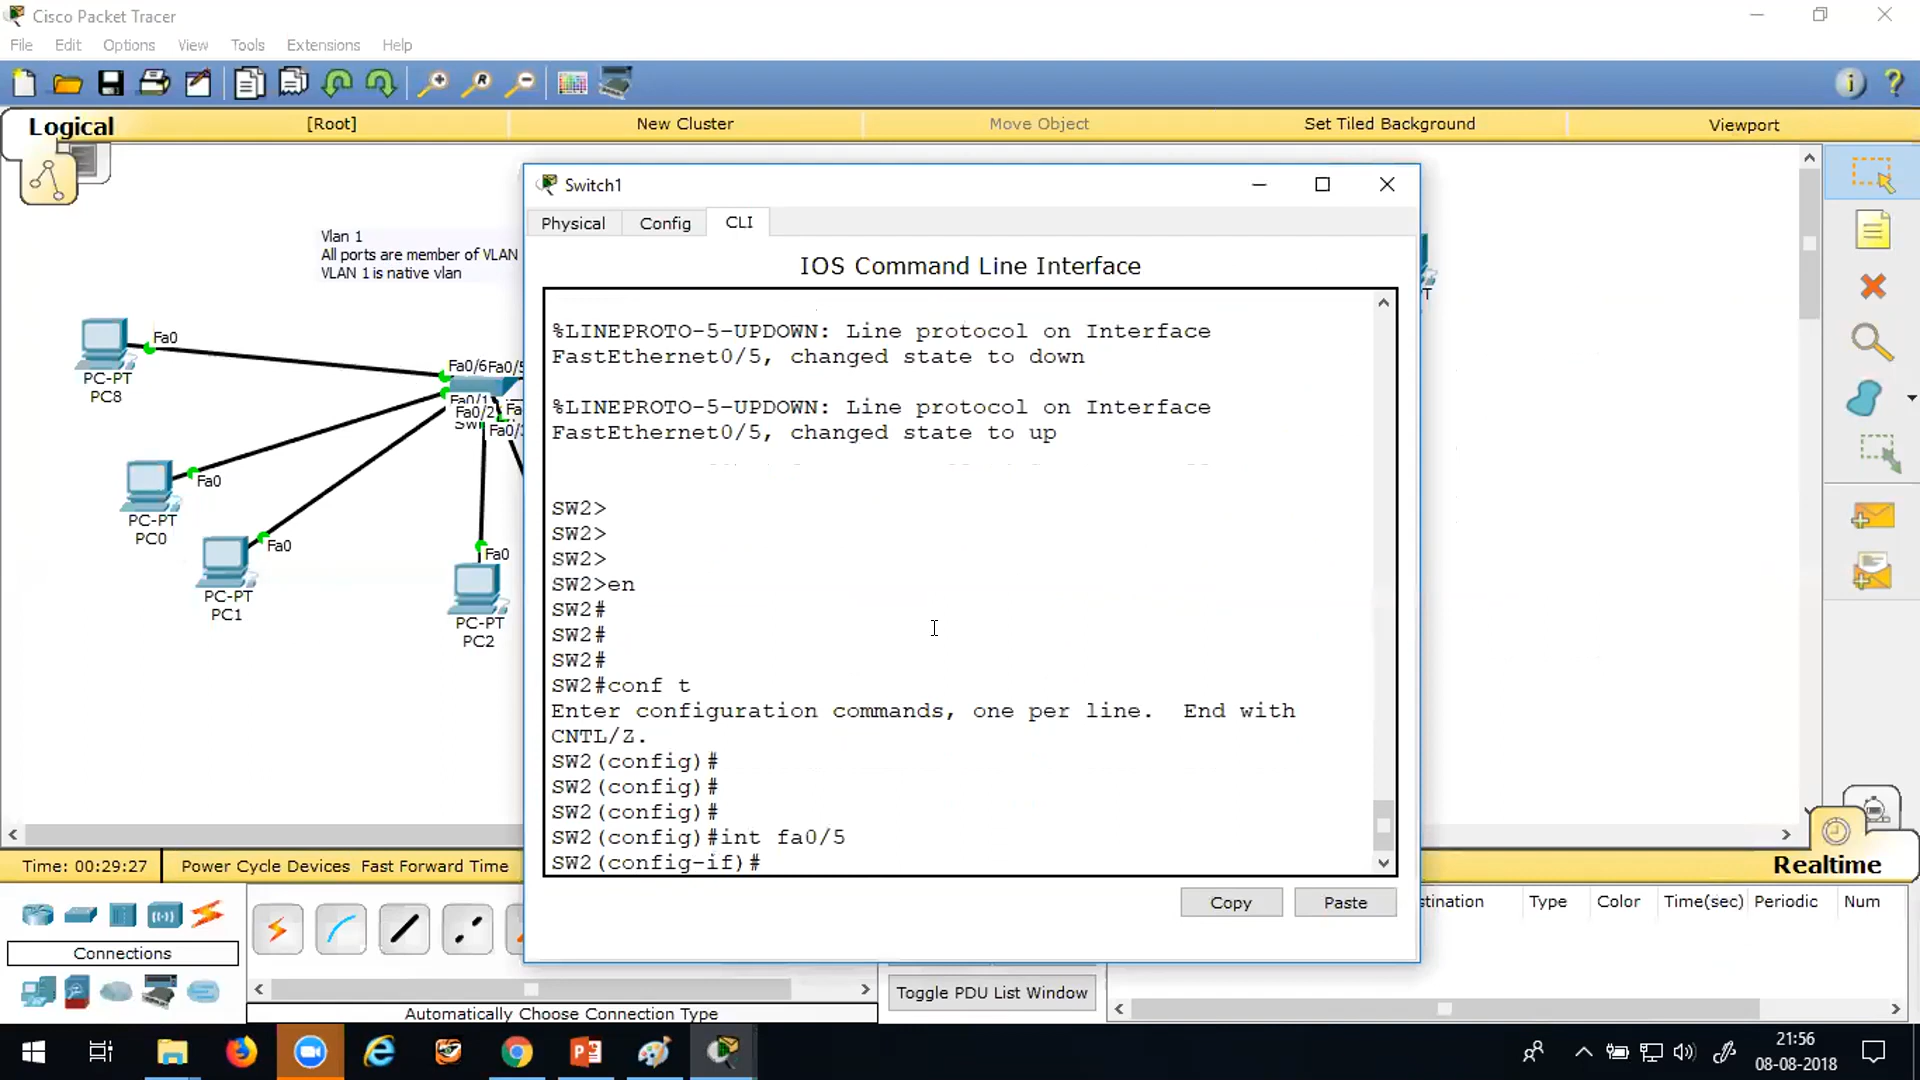 Cisco Packet Tracer
File Edit Options View Tools Extensions Help
Logical [Root] New Cluster Move Object Set Tiled Background Viewport
Vlan 1
All ports are member of VLAN
VLAN 1 is native vlan
Fa0
PC-PT
PC8
Fa0/6
Fa0/5
Fa0/1
Fa0/2
Fa0
PC-PT
PC0
Fa0
PC-PT
PC1
Fa0
PC-PT
PC2
Switch1
Physical Config CLI
IOS Command Line Interface
%LINEPROTO-5-UPDOWN: Line protocol on Interface
FastEthernet0/5, changed state to down
%LINEPROTO-5-UPDOWN: Line protocol on Interface
FastEthernet0/5, changed state to up
SW2>
SW2>
SW2>
SW2>en
SW2#
SW2#
SW2#
SW2#conf t
Enter configuration commands, one per line.  End with
CNTL/Z.
SW2(config)#
SW2(config)#
SW2(config)#
SW2(config)#int fa0/5
SW2(config-if)#
Copy Paste
Time: 00:29:27 Power Cycle Devices Fast Forward Time Realtime
stination Type Color Time(sec) Periodic Num
Connections
Automatically Choose Connection Type
Toggle PDU List Window
21:56
08-08-2018